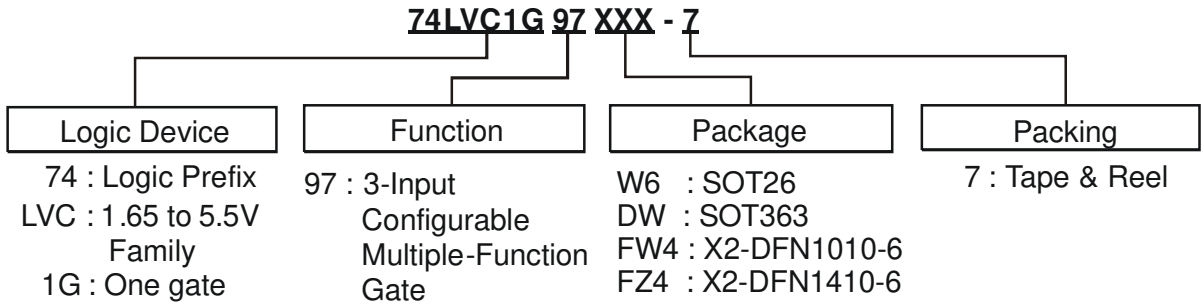 74LVC1G 97 XXX - 7
Logic Device
74 : Logic Prefix
LVC : 1.65 to 5.5V
Family
1G : One gate
Function
97 : 3-Input
Configurable
Multiple-Function
Gate
Package
W6 : SOT26
DW : SOT363
FW4 : X2-DFN1010-6
FZ4 : X2-DFN1410-6
Packing
7 : Tape & Reel